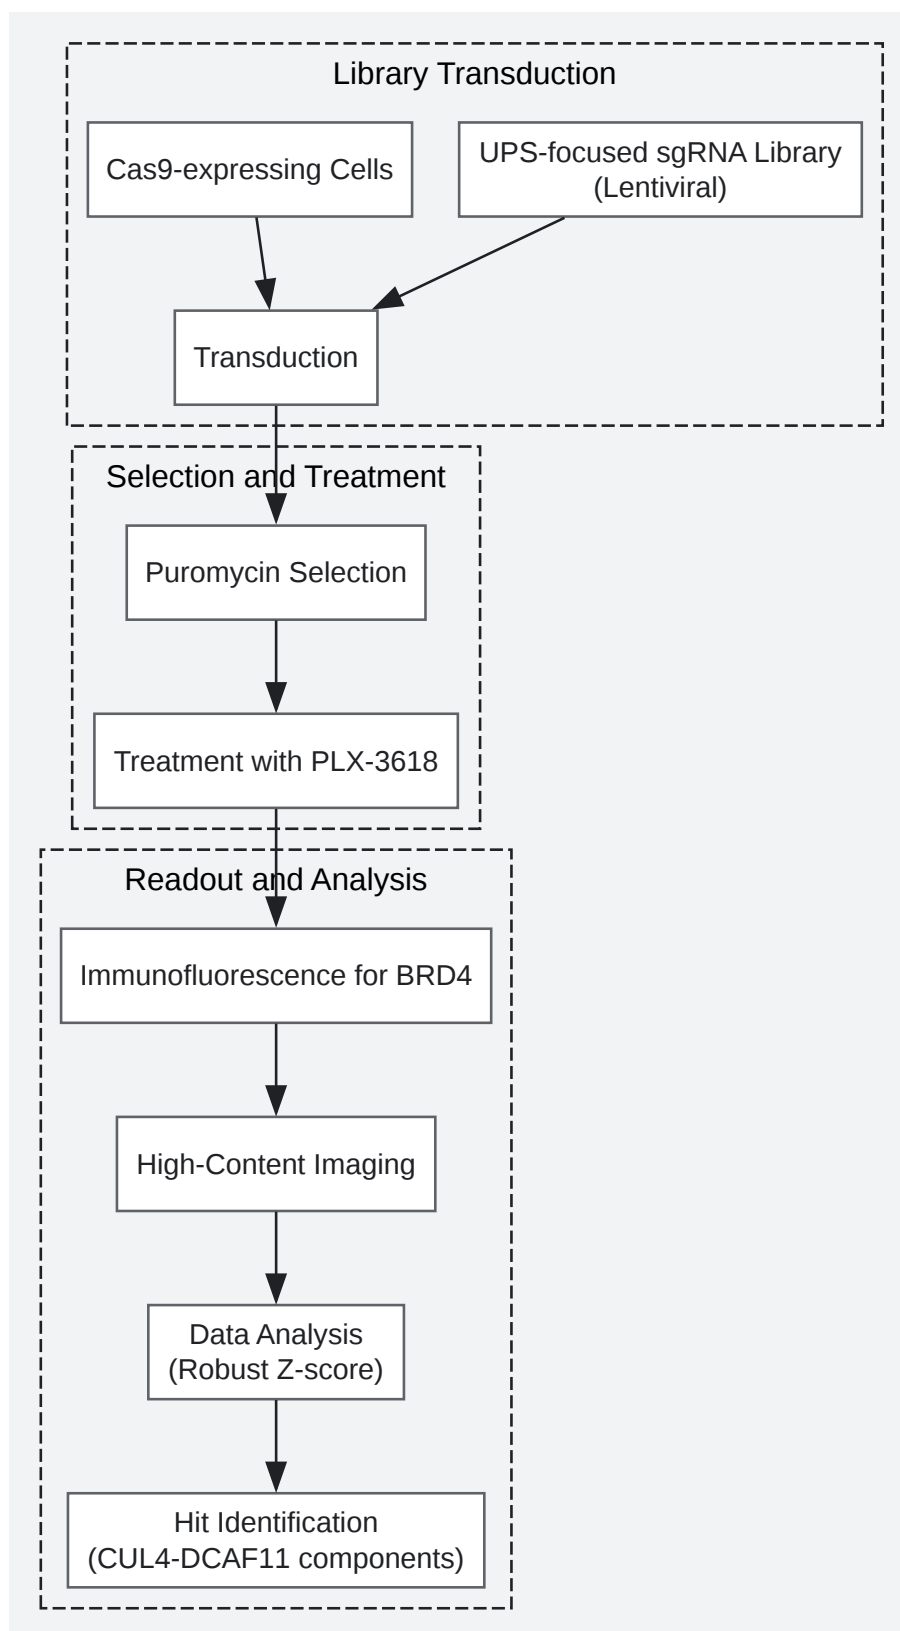 Library Transduction
Cas9-expressing Cells
UPS-focused sgRNA Library
(Lentiviral)
Transduction
Selection and Treatment
Puromycin Selection
Treatment with PLX-3618
Readout and Analysis
Immunofluorescence for BRD4
High-Content Imaging
Data Analysis
(Robust Z-score)
Hit Identification
(CUL4-DCAF11 components)